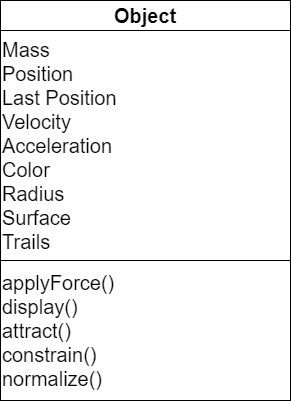 Object
Mass
Position
Last Position
Velocity
Acceleration
Color
Radius
Surface
Trails
applyForce()
display()
attract()
constrain()
normalize()